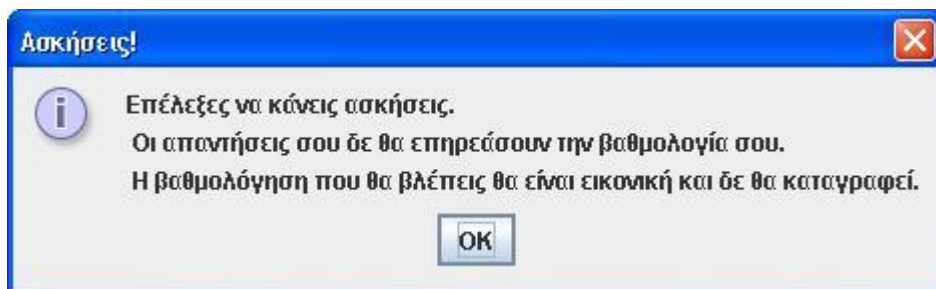 Ασκήσεις!
Επέλεξες να κάνεις ασκήσεις.
Οι απαντήσεις σου δε θα επηρεάσουν την βαθμολογία σου.
Η βαθμολόγηση που θα βλέπεις θα είναι εικονική και δε θα καταγραφεί.
OK